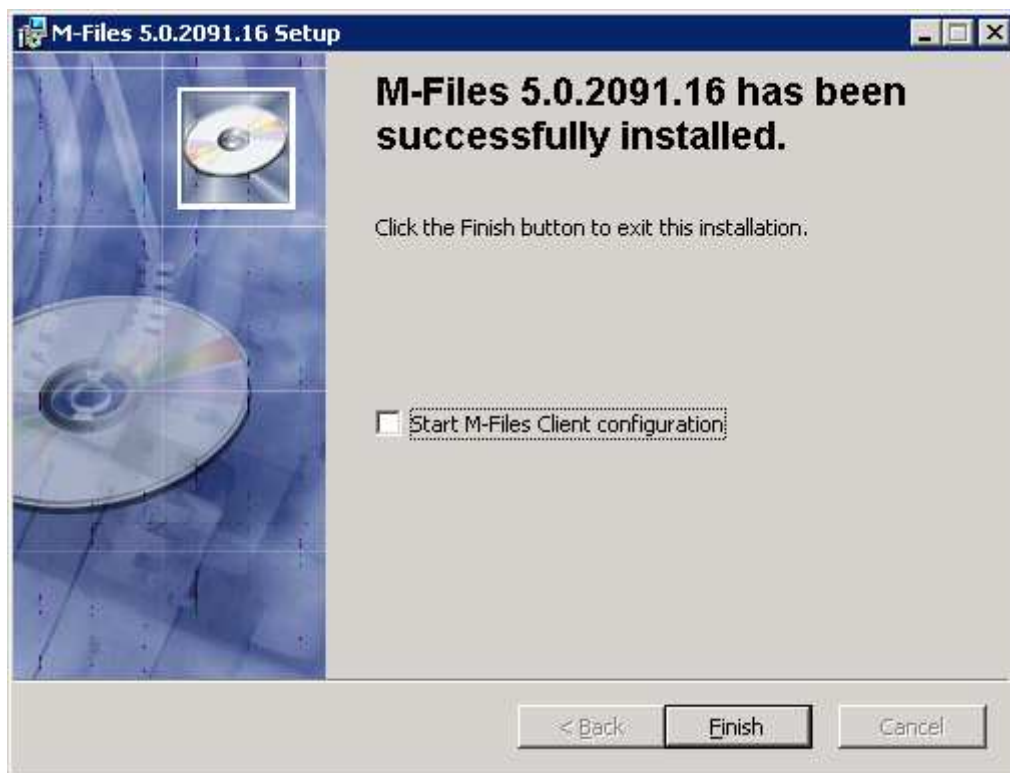 M-Files 5.0.2091.16 Setup
M-Files 5.0.2091.16 has been
successfully installed.
Click the Finish button to exit this installation.
Start M-Files Client configuration
< Back
Finish
Cancel